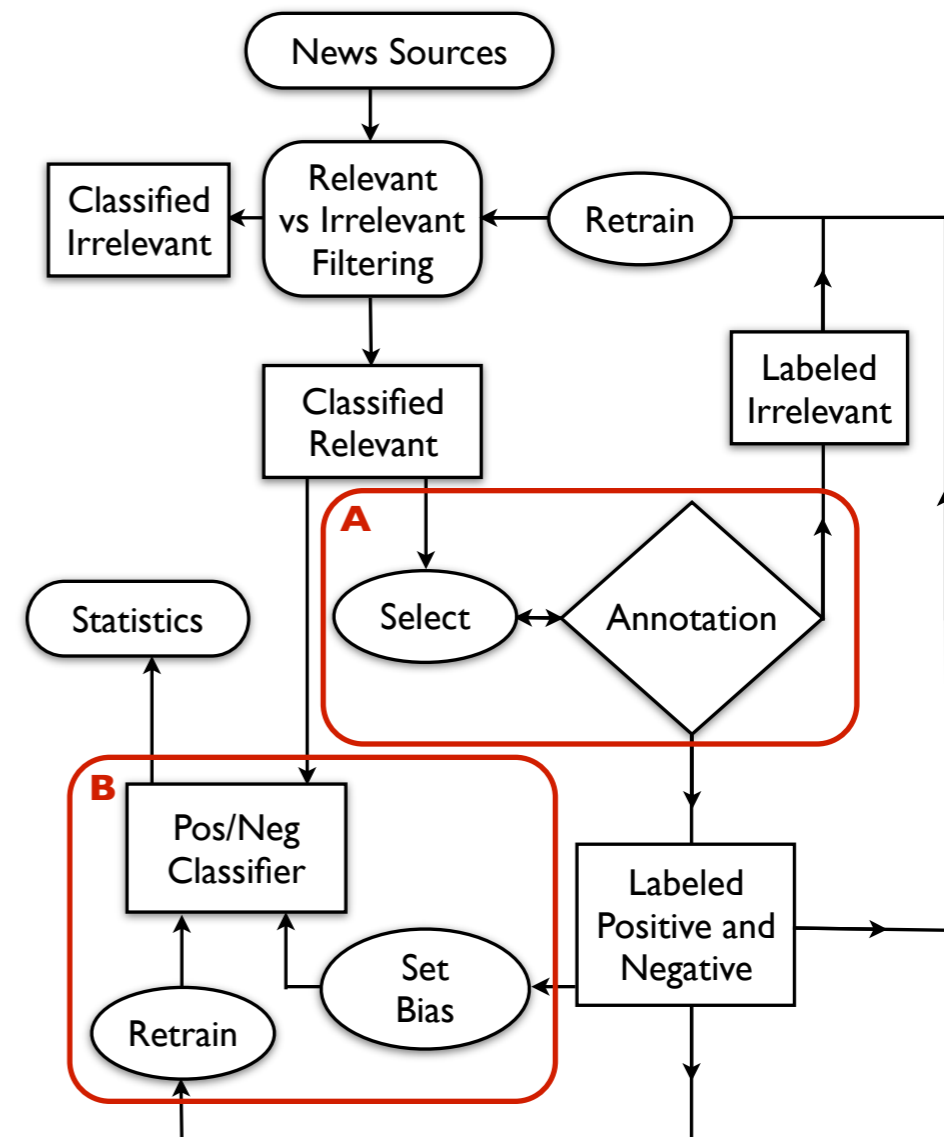 News Sources
Relevant
vs Irrelevant
Filtering
Classified
Irrelevant
Retrain
Classified
Relevant
Labeled
Irrelevant
A
Select
Annotation
Statistics
B
Pos/Neg
Classifier
Labeled
Positive and
Negative
Set
Bias
Retrain